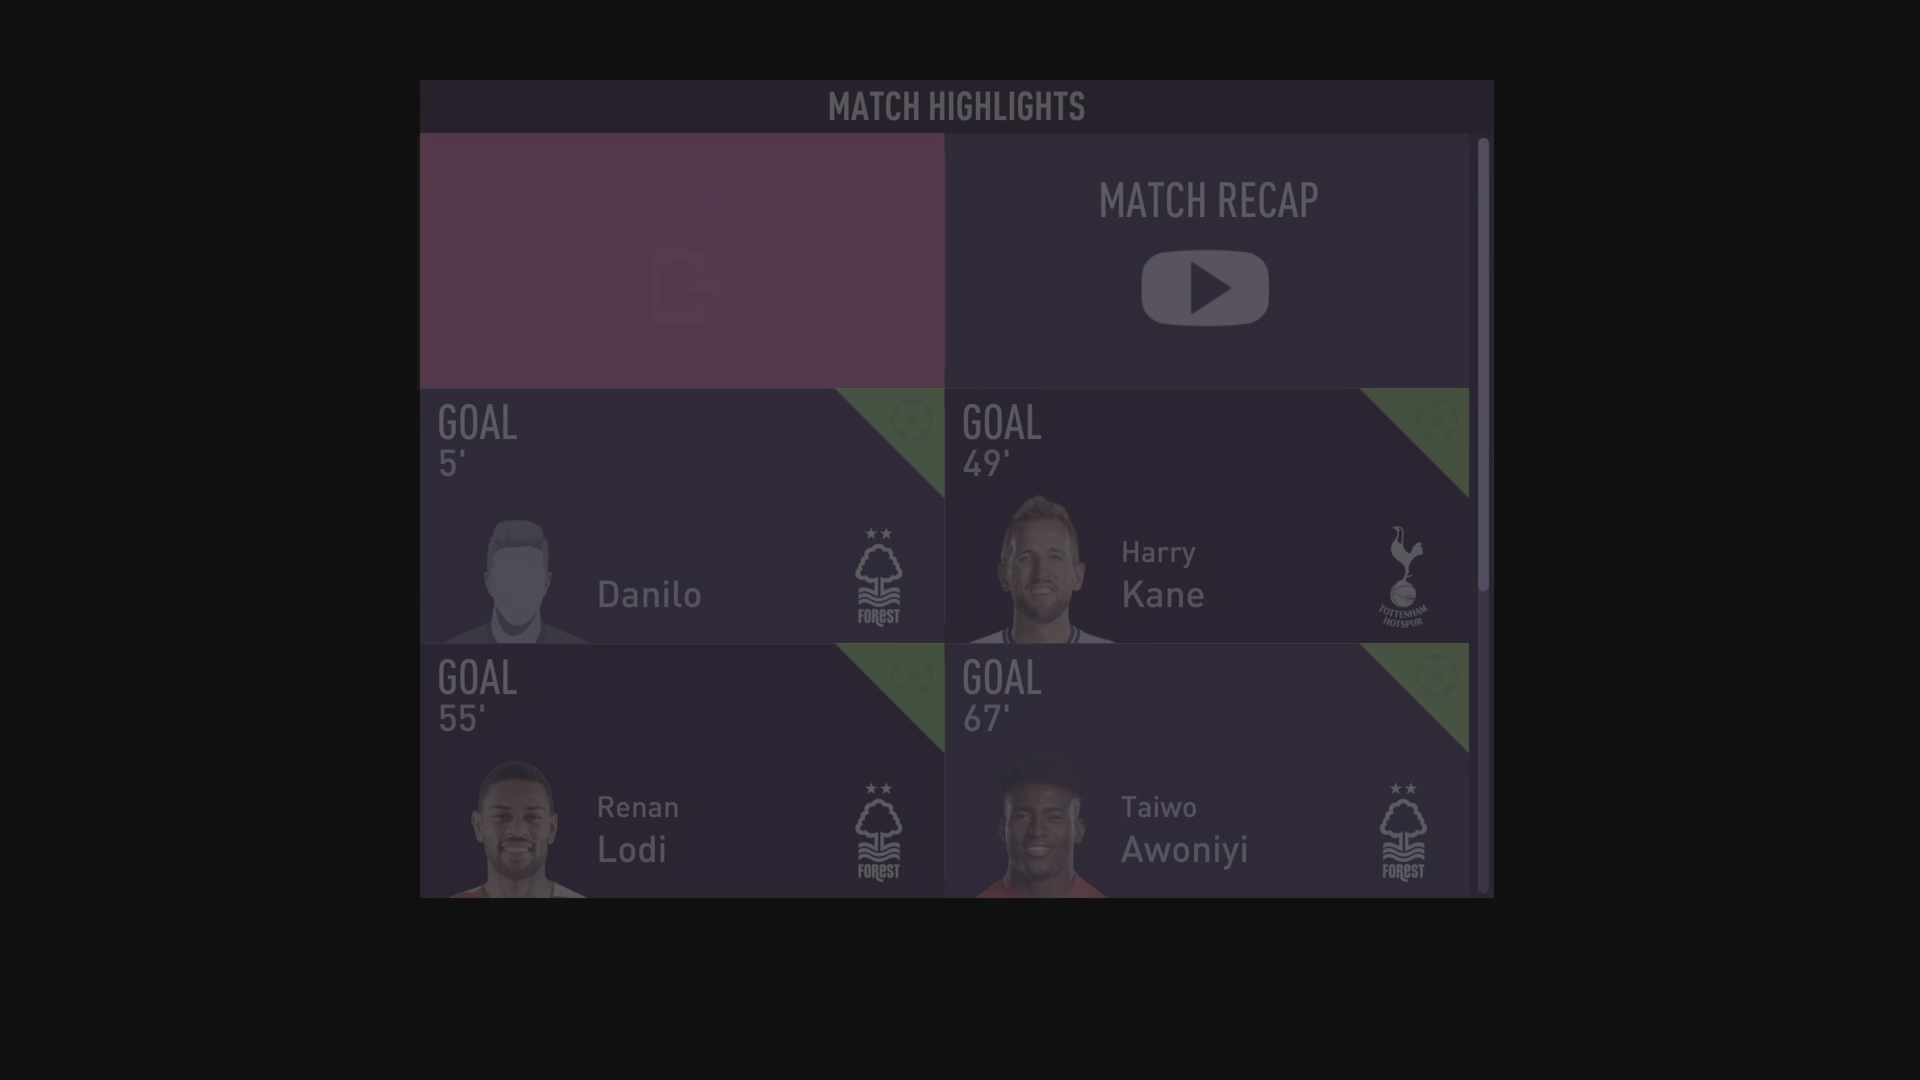 MATCH HIGHLIGHTS
MATCH RECAP
GOAL
5'
Danilo
FOREST
GOAL
49'
Harry
Kane
TOTTENHAM
HOTSPUR
GOAL
55'
Renan
Lodi
FOREST
GOAL
67'
Taiwo
Awoniyi
FOREST